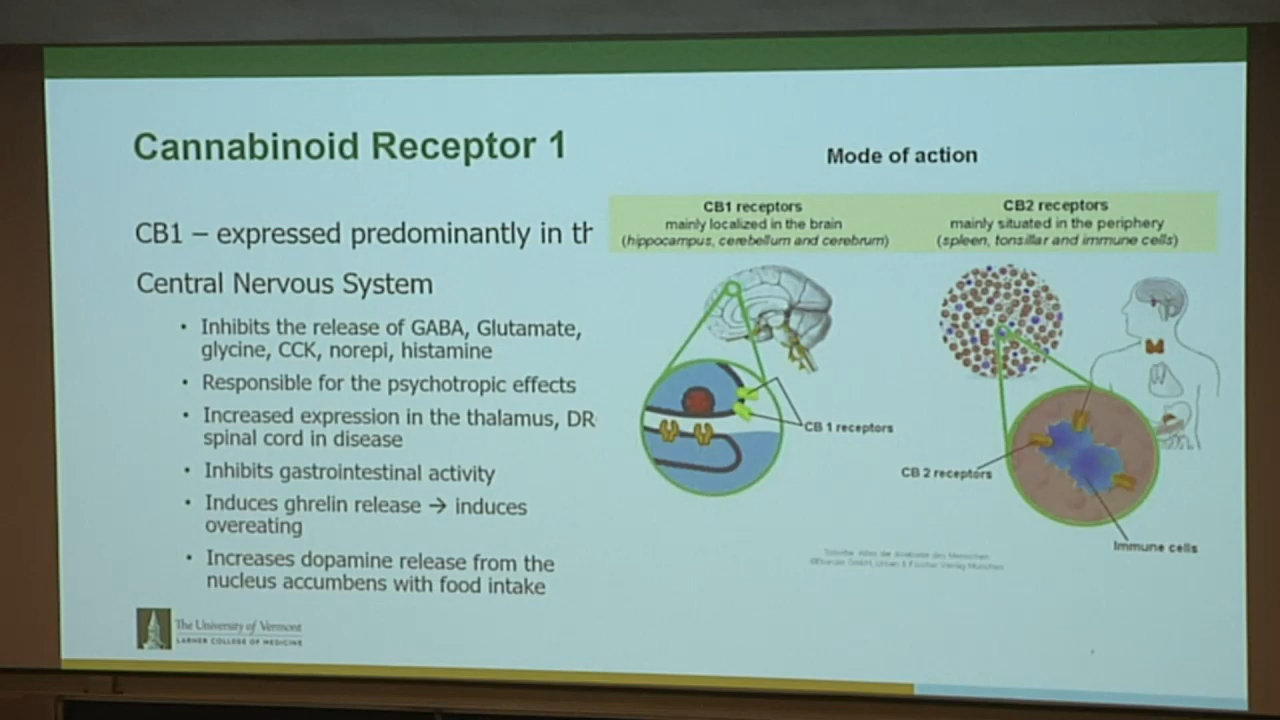 Cannabinoid Receptor 1
CB1 – expressed predominantly in th
Central Nervous System
• Inhibits the release of GABA, Glutamate,
glycine, CCK, norepi, histamine
• Responsible for the psychotropic effects
• Increased expression in the thalamus, DR
spinal cord in disease
• Inhibits gastrointestinal activity
• Induces ghrelin release → induces
overeating
• Increases dopamine release from the
nucleus accumbens with food intake
The University of Vermont
LARNER COLLEGE OF MEDICINE
Mode of action
CB1 receptors
mainly localized in the brain
(hippocampus, cerebellum and cerebrum)
CB2 receptors
mainly situated in the periphery
(spleen, tonsillar and immune cells)
CB 1 receptors
CB 2 receptors
Immune cells